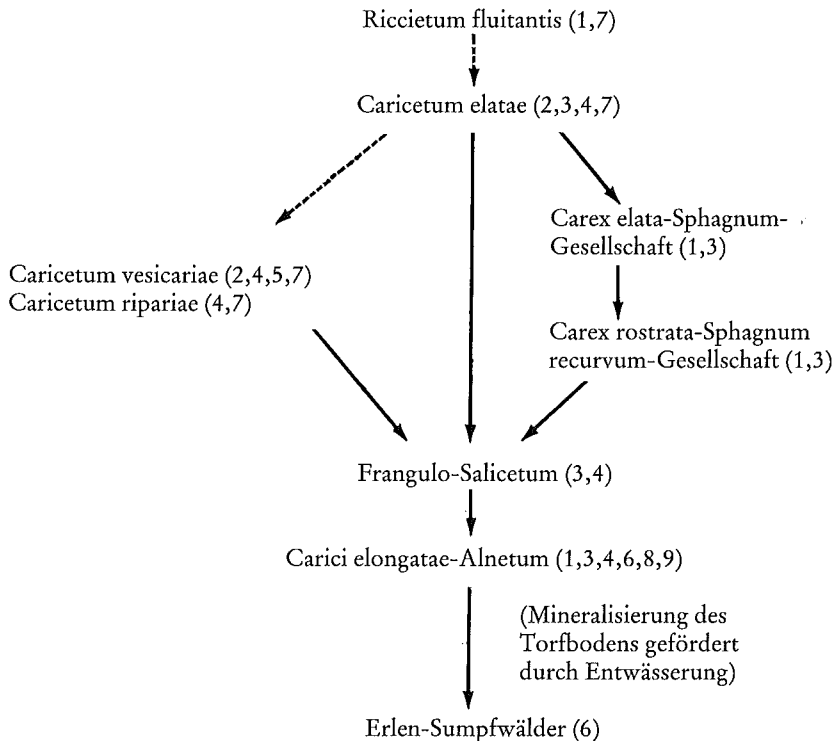 Riccietum fluitantis (1,7)
Caricetum elatae (2,3,4,7)
Carex elata-Sphagnum-
Gesellschaft (1,3)
Caricetum vesicariae (2,4,5,7)
Caricetum ripariae (4,7)
Carex rostrata-Sphagnum
recurvum-Gesellschaft (1,3)
Frangulo-Salicetum (3,4)
Carici elongatae-Alnetum (1,3,4,6,8,9)
(Mineralisierung des
Torfbodens gefördert
durch Entwässerung)
Erlen-Sumpfwälder (6)